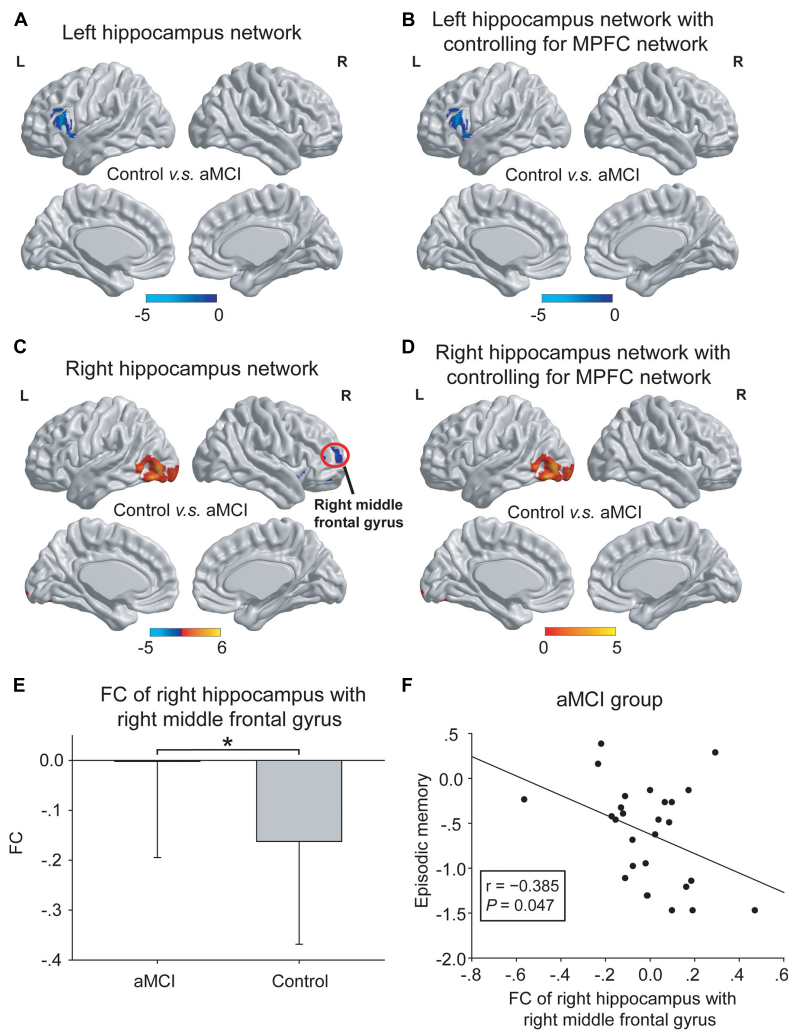 A
Left hippocampus network
L
R
Control v.s. aMCI
-5 0
B
Left hippocampus network with
controlling for MPFC network
L
R
Control v.s. aMCI
-5 0
C
Right hippocampus network
L
R
Control v.s. aMCI
Right middle
frontal gyrus
-5 6
D
Right hippocampus network with
controlling for MPFC network
L
R
Control v.s. aMCI
0 5
E
FC of right hippocampus with
right middle frontal gyrus
*
0.0
-.1
-.2
-.3
-.4
FC
aMCI Control
F
aMCI group
.5
0.0
-.5
-1.0
-1.5
-2.0
Episodic memory
r = −0.385
P = 0.047
-.8 -.6 -.4 -.2 0.0 .2 .4 .6
FC of right hippocampus with
right middle frontal gyrus